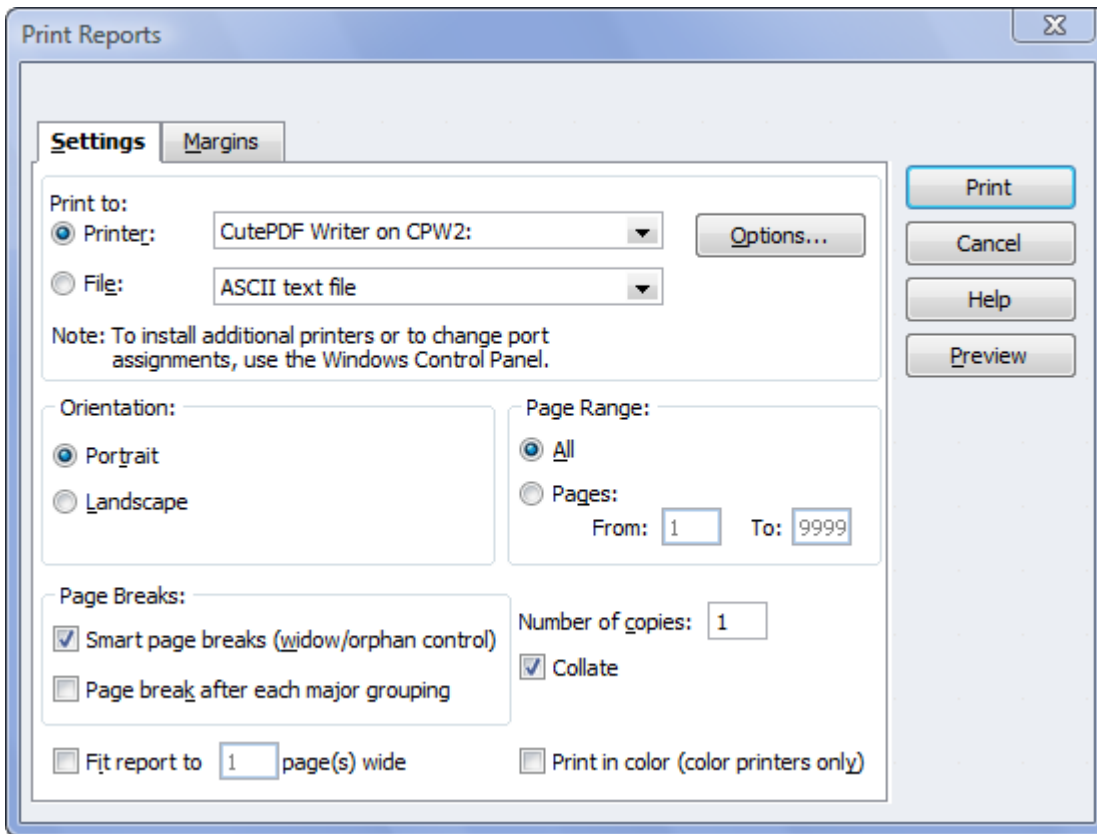 Print Reports
Settings
Margins
Print to:
Printer:
CutePDF Writer on CPW2:
Options...
File:
ASCII text file
Note: To install additional printers or to change port
assignments, use the Windows Control Panel.
Orientation:
Portrait
Landscape
Page Range:
All
Pages:
From: 1 To: 9999
Page Breaks:
Smart page breaks (widow/orphan control)
Page break after each major grouping
Number of copies: 1
Collate
Fit report to 1 page(s) wide
Print in color (color printers only)
Print
Cancel
Help
Preview